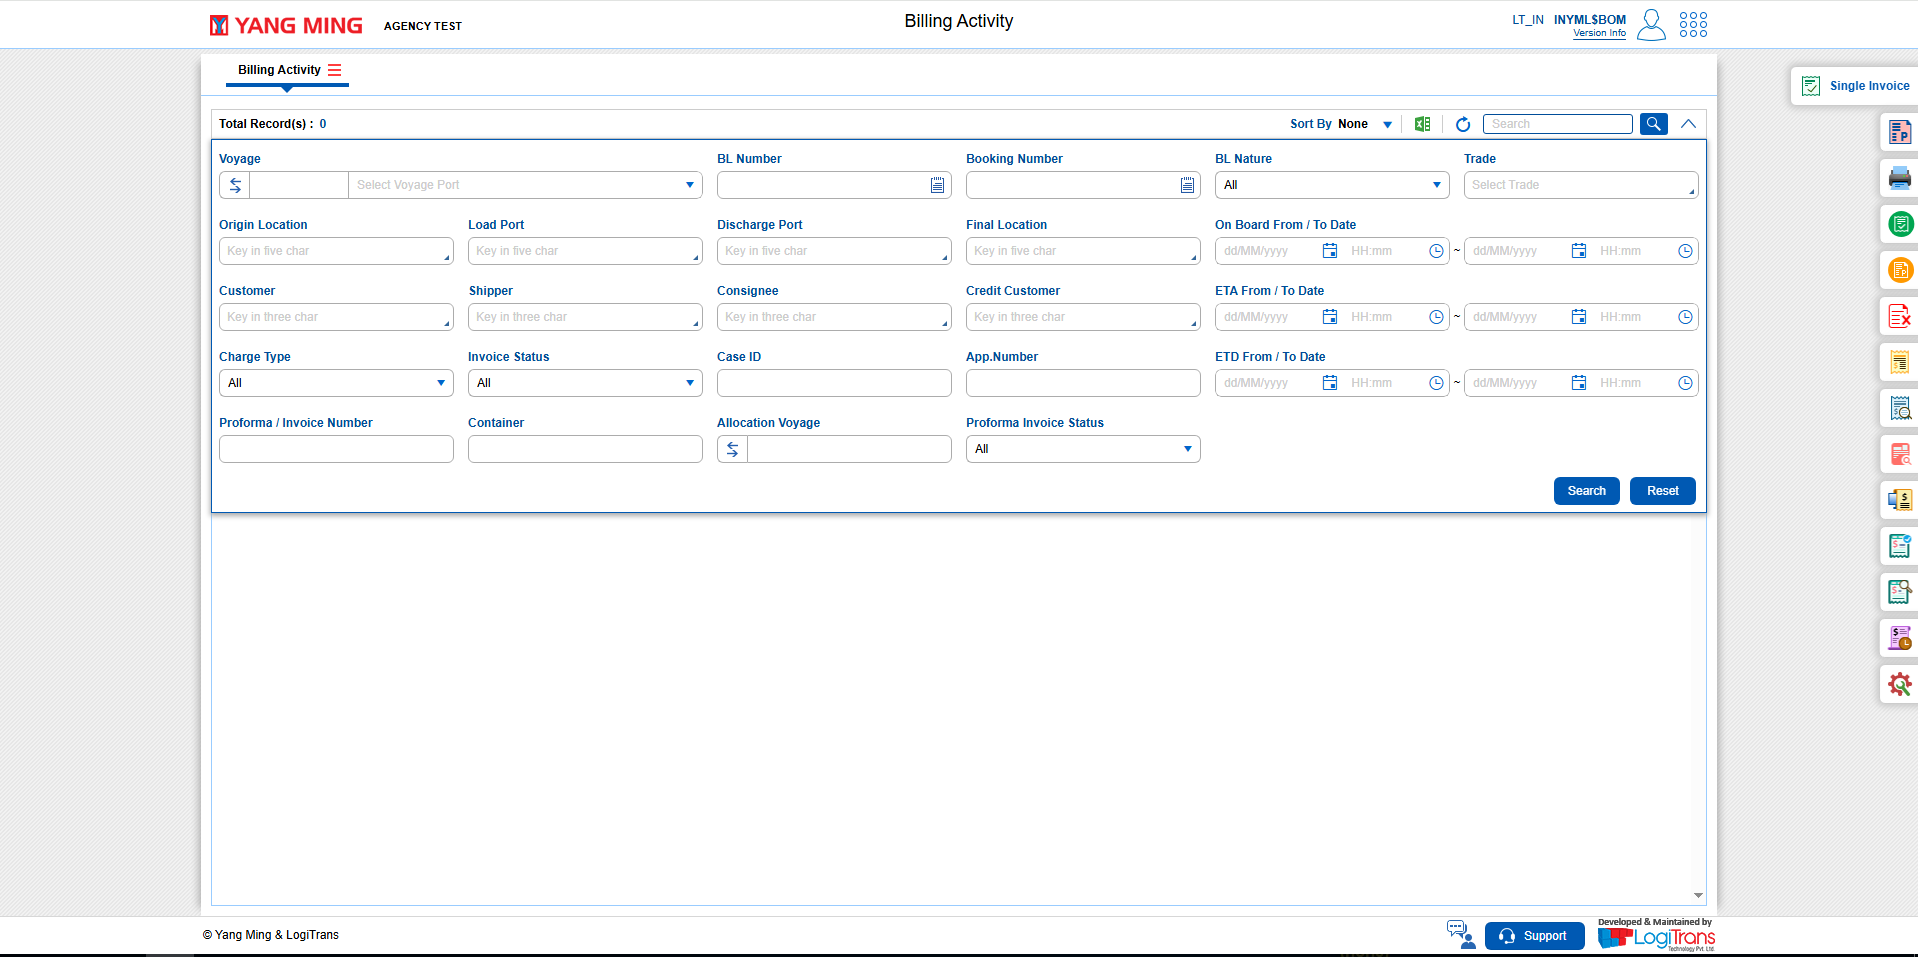 YANG MING AGENCY TEST
Billing Activity
LT_IN INYML$BOM
Version Info
Billing Activity
Single Invoice
Total Record(s) : 0
Sort By None
Search
Voyage BL Number Booking Number BL Nature Trade
Select Voyage Port All Select Trade
Origin Location Load Port Discharge Port Final Location On Board From / To Date
Key in five char Key in five char Key in five char Key in five char dd/MM/yyyy HH:mm ~ dd/MM/yyyy HH:mm
Customer Shipper Consignee Credit Customer ETA From / To Date
Key in three char Key in three char Key in three char Key in three char dd/MM/yyyy HH:mm ~ dd/MM/yyyy HH:mm
Charge Type Invoice Status Case ID App.Number ETD From / To Date
All All dd/MM/yyyy HH:mm ~ dd/MM/yyyy HH:mm
Proforma / Invoice Number Container Allocation Voyage Proforma Invoice Status
All
Search Reset
© Yang Ming & LogiTrans
Support
Developed & Maintained by
LogiTrans
Technology Pvt. Ltd.